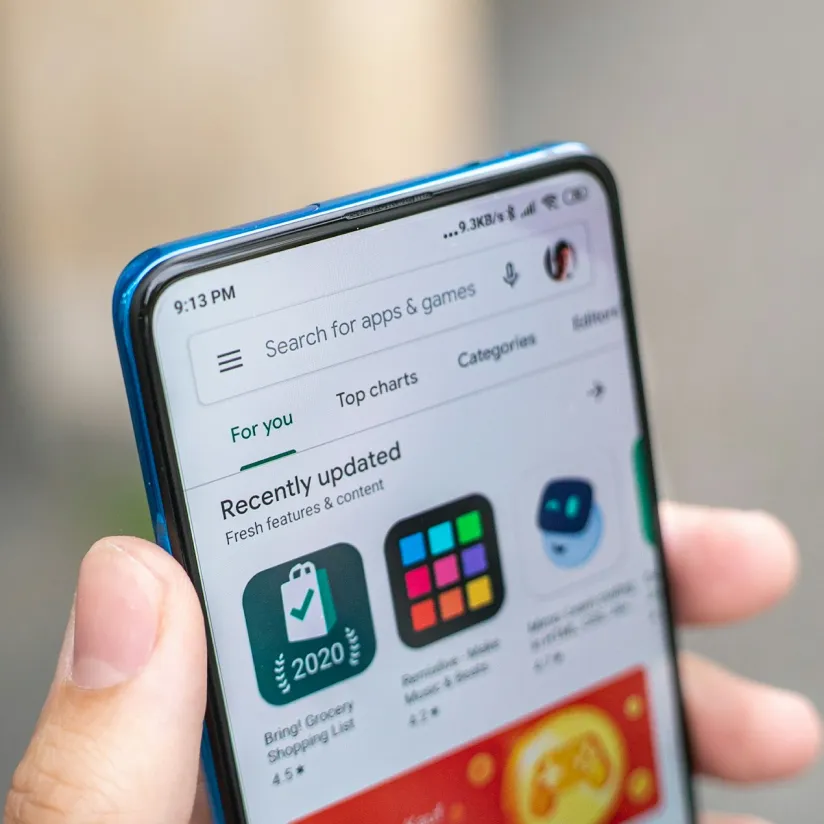 9:13 PM
...9.3KB/s
Search for apps & games
For you
Top charts
Categories
Editors
Recently updated
Fresh features & content
2020
Bring! Grocery
Shopping List
4.5★
Remixlive - Make
Music & Beats
4.2★